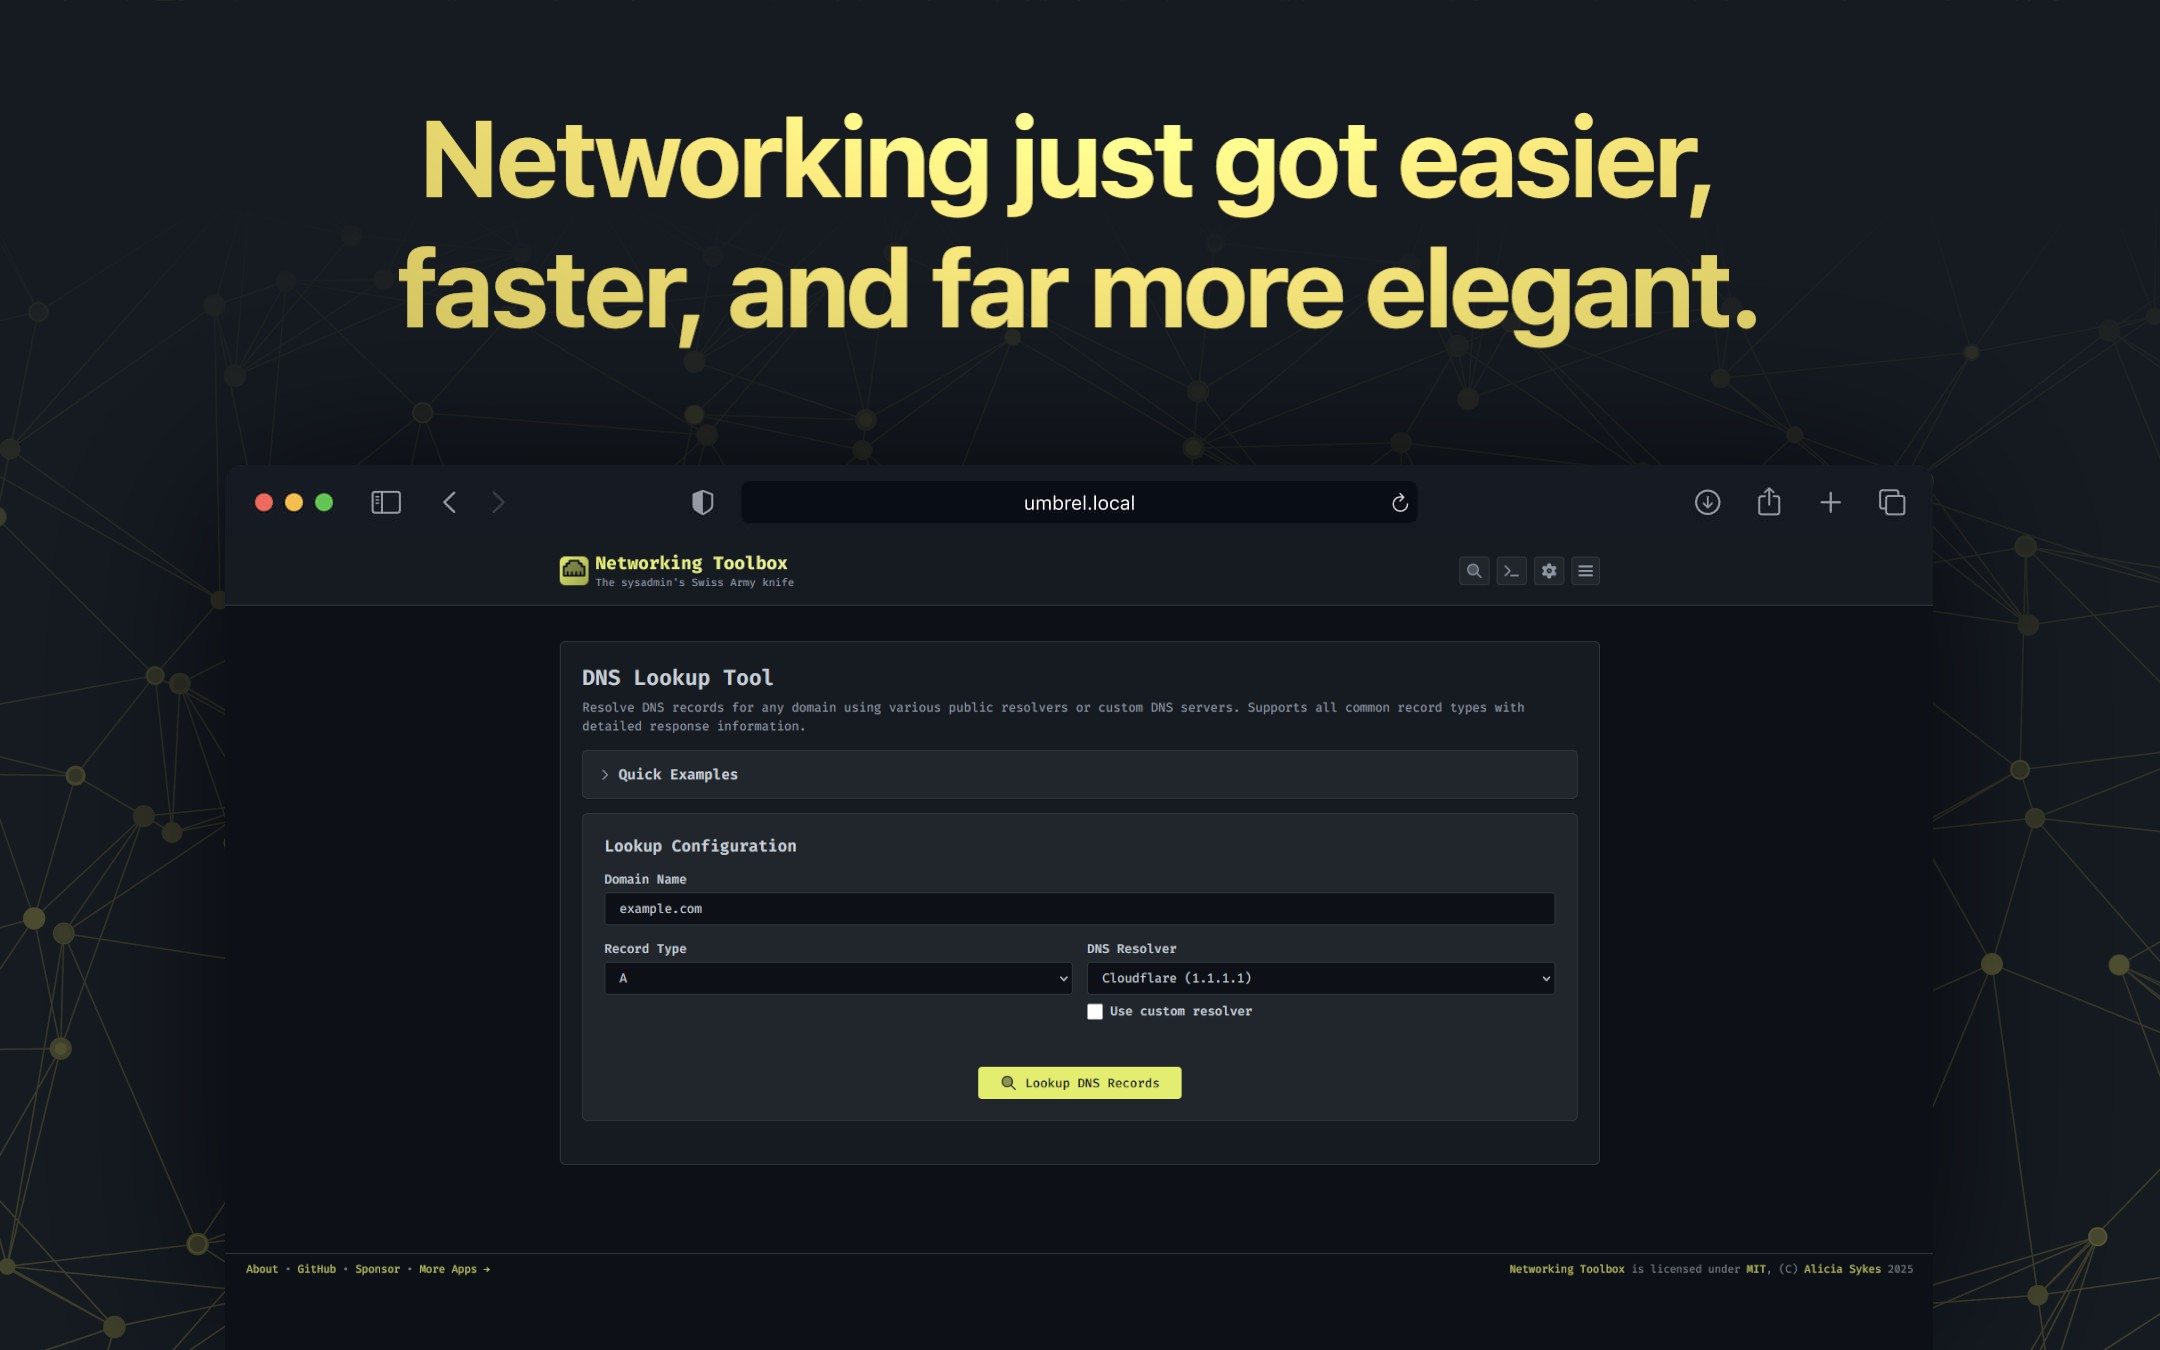 Networking just got easier,
faster, and far more elegant.
umbrel.local
Networking Toolbox
The sysadmin's Swiss Army knife
DNS Lookup Tool
Resolve DNS records for any domain using various public resolvers or custom DNS servers. Supports all common record types with
detailed response information.
Quick Examples
Lookup Configuration
Domain Name
example.com
Record Type
DNS Resolver
A
Cloudflare (1.1.1.1)
Use custom resolver
Lookup DNS Records
About • GitHub • Sponsor • More Apps →
Networking Toolbox is licensed under MIT, (C) Alicia Sykes 2025